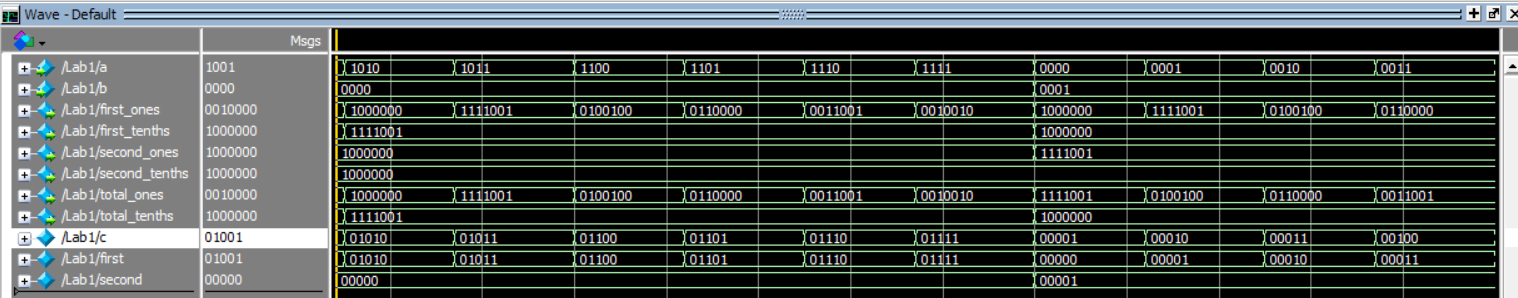 Wave - Default
Msgs
/Lab1/a 1001 1010 1011 1100 1101 1110 1111 0000 0001 0010 0011
/Lab1/b 0000 0000 0001
/Lab1/first_ones 0010000 1000000 1111001 0100100 0110000 0011001 0010010 1000000 1111001 0100100 0110000
/Lab1/first_tenths 1000000 1111001 1000000
/Lab1/second_ones 1000000 1000000 1111001
/Lab1/second_tenths 1000000 1000000
/Lab1/total_ones 0010000 1000000 1111001 0100100 0110000 0011001 0010010 1111001 0100100 0110000 0011001
/Lab1/total_tenths 1000000 1111001 1000000
/Lab1/c 01001 01010 01011 01100 01101 01110 01111 00001 00010 00011 00100
/Lab1/first 01001 01010 01011 01100 01101 01110 01111 00000 00001 00010 00011
/Lab1/second 00000 00000 00001